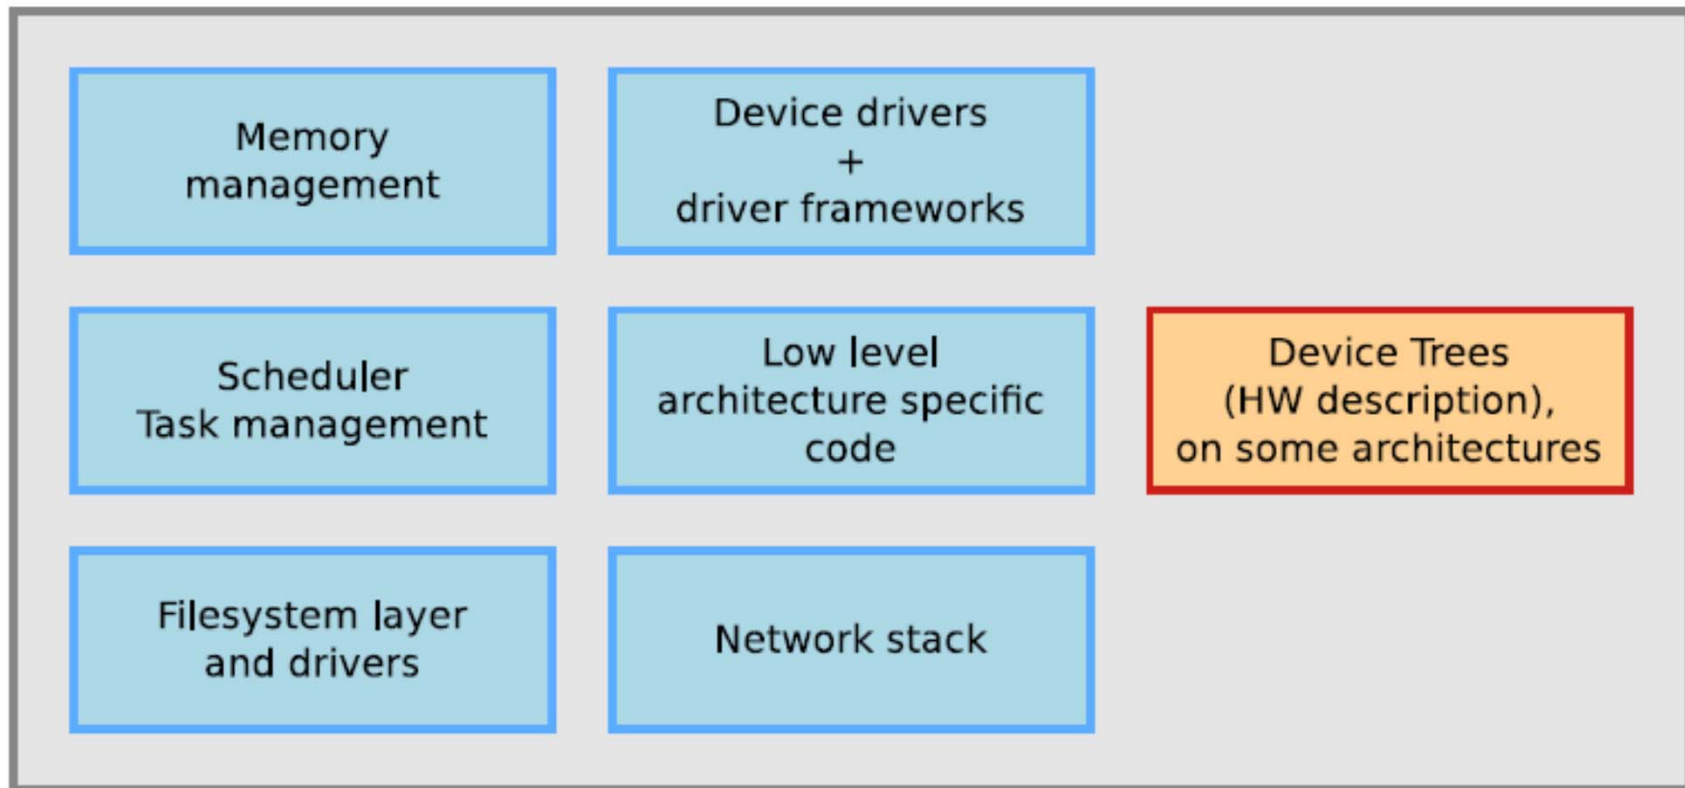 Memory
management
Device drivers
+
driver frameworks
Scheduler
Task management
Low level
architecture specific
code
Device Trees
(HW description),
on some architectures
Filesystem layer
and drivers
Network stack